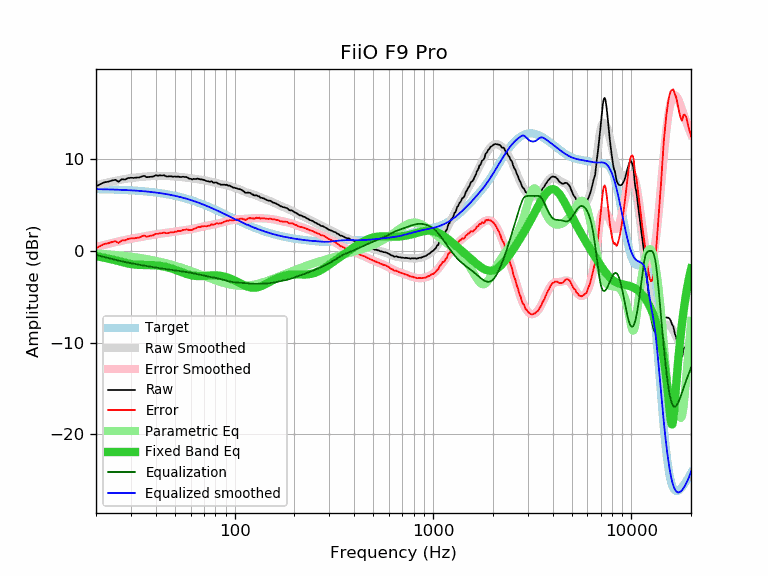 FiiO F9 Pro
Amplitude (dBr)
10
0
−10
−20
Target
Raw Smoothed
Error Smoothed
Raw
Error
Parametric Eq
Fixed Band Eq
Equalization
Equalized smoothed
100
1000
10000
Frequency (Hz)